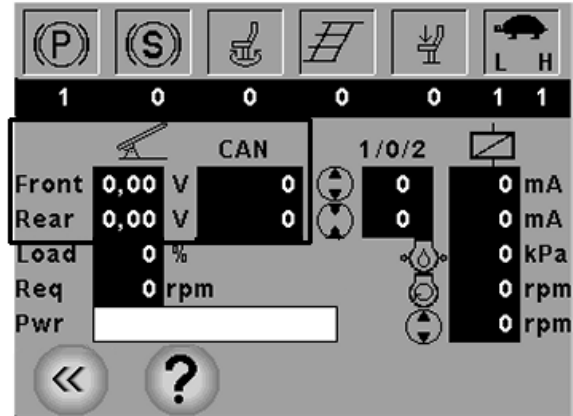 (P) (S) L H
1 0 0 0 0 1 1
CAN 1/0/2
Front 0,00 V 0 0 0 mA
Rear 0,00 V 0 0 0 mA
Load 0 % 0 kPa
Req 0 rpm 0 rpm
Pwr 0 rpm
« ?